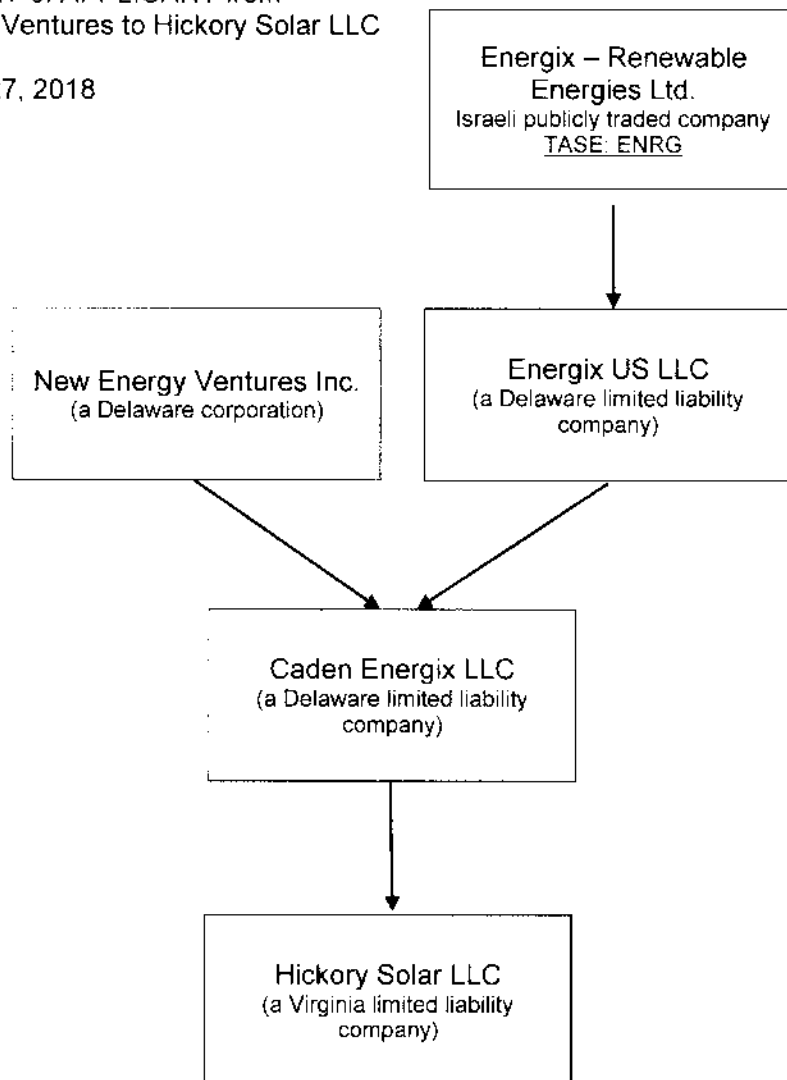 Ventures to Hickory Solar LLC
7, 2018
Energix – Renewable
Energies Ltd.
Israeli publicly traded company
TASE: ENRG
New Energy Ventures Inc.
(a Delaware corporation)
Energix US LLC
(a Delaware limited liability
company)
Caden Energix LLC
(a Delaware limited liability
company)
Hickory Solar LLC
(a Virginia limited liability
company)